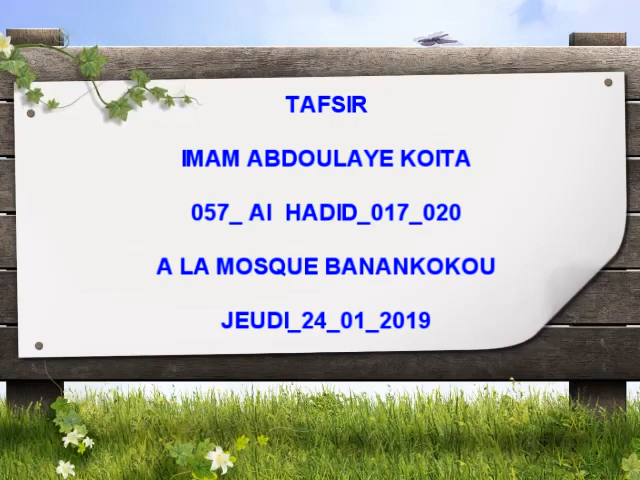 TAFSIR
IMAM ABDOULAYE KOITA
057_ Al  HADID_017_020
A LA MOSQUE BANANKOKOU
JEUDI_24_01_2019